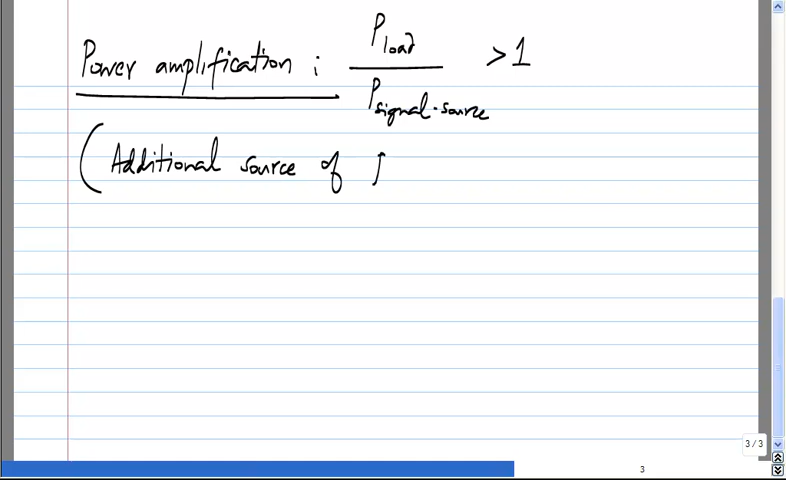 Power amplification : P_load / P_signal-source > 1
(Additional source of
3 / 3
3